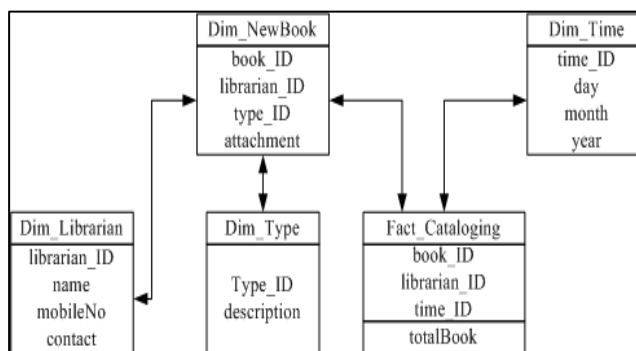 Dim_NewBook
book_ID
librarian_ID
type_ID
attachment
Dim_Time
time_ID
day
month
year
Dim_Librarian
librarian_ID
name
mobileNo
contact
Dim_Type
Type_ID
description
Fact_Cataloging
book_ID
librarian_ID
time_ID
totalBook